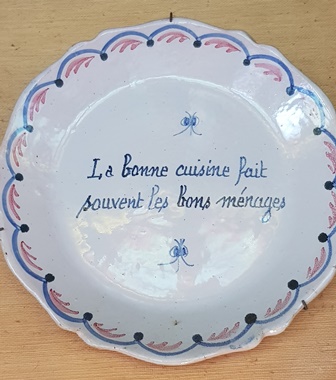 La bonne cuisine fait
souvent les bons ménages